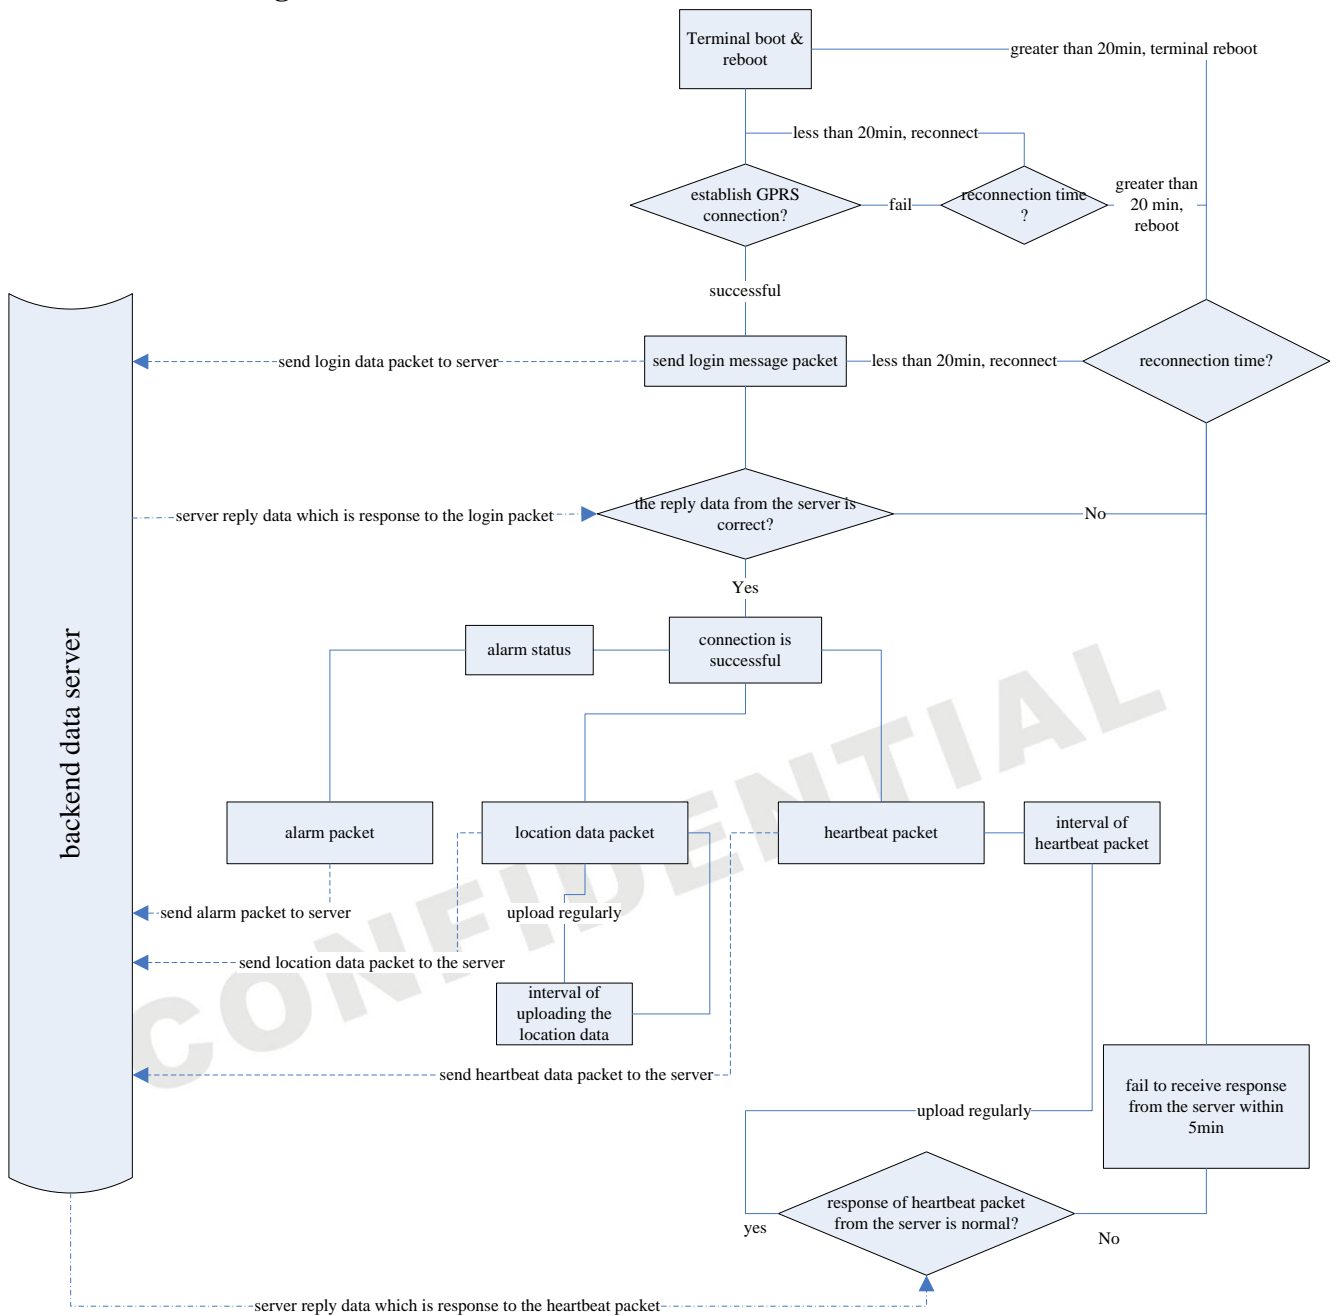 Terminal boot &
reboot
greater than 20min, terminal reboot
less than 20min, reconnect
establish GPRS
connection?
fail
reconnection time
?
greater than
20 min,
reboot
successful
send login data packet to server
send login message packet
less than 20min, reconnect
reconnection time?
server reply data which is response to the login packet
the reply data from the server is
correct?
No
Yes
backend data server
alarm status
connection is
successful
CONFIDENTIAL
alarm packet
location data packet
heartbeat packet
interval of
heartbeat packet
send alarm packet to server
upload regularly
send location data packet to the server
interval of
uploading the
location data
send heartbeat data packet to the server
fail to receive response
from the server within
5min
upload regularly
response of heartbeat packet
from the server is normal?
yes
No
server reply data which is response to the heartbeat packet